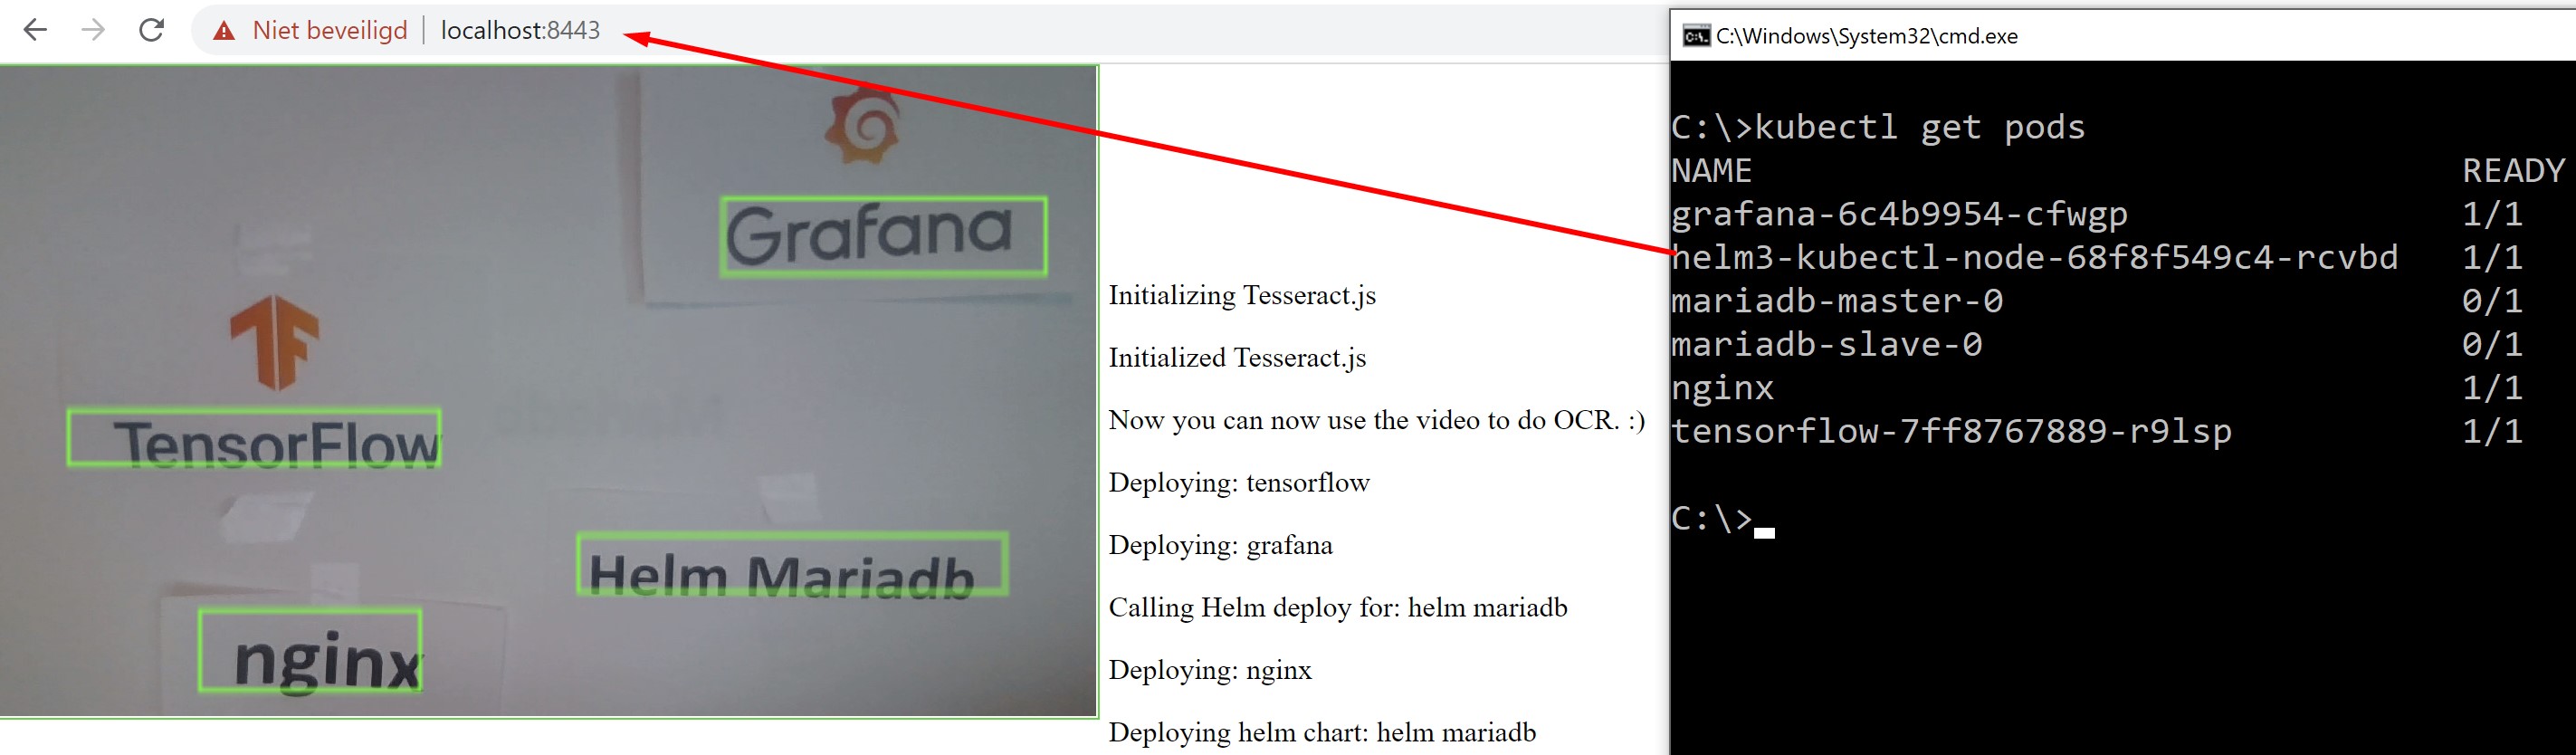 Niet beveiligd | localhost:8443
Grafana
TensorFlow
Helm Mariadb
nginx
Initializing Tesseract.js
Initialized Tesseract.js
Now you can now use the video to do OCR. :)
Deploying: tensorflow
Deploying: grafana
Calling Helm deploy for: helm mariadb
Deploying: nginx
Deploying helm chart: helm mariadb
C:\Windows\System32\cmd.exe
C:\>kubectl get pods
NAME READY
grafana-6c4b9954-cfwgp 1/1
helm3-kubectl-node-68f8f549c4-rcvbd 1/1
mariadb-master-0 0/1
mariadb-slave-0 0/1
nginx 1/1
tensorflow-7ff8767889-r9lsp 1/1
C:\>